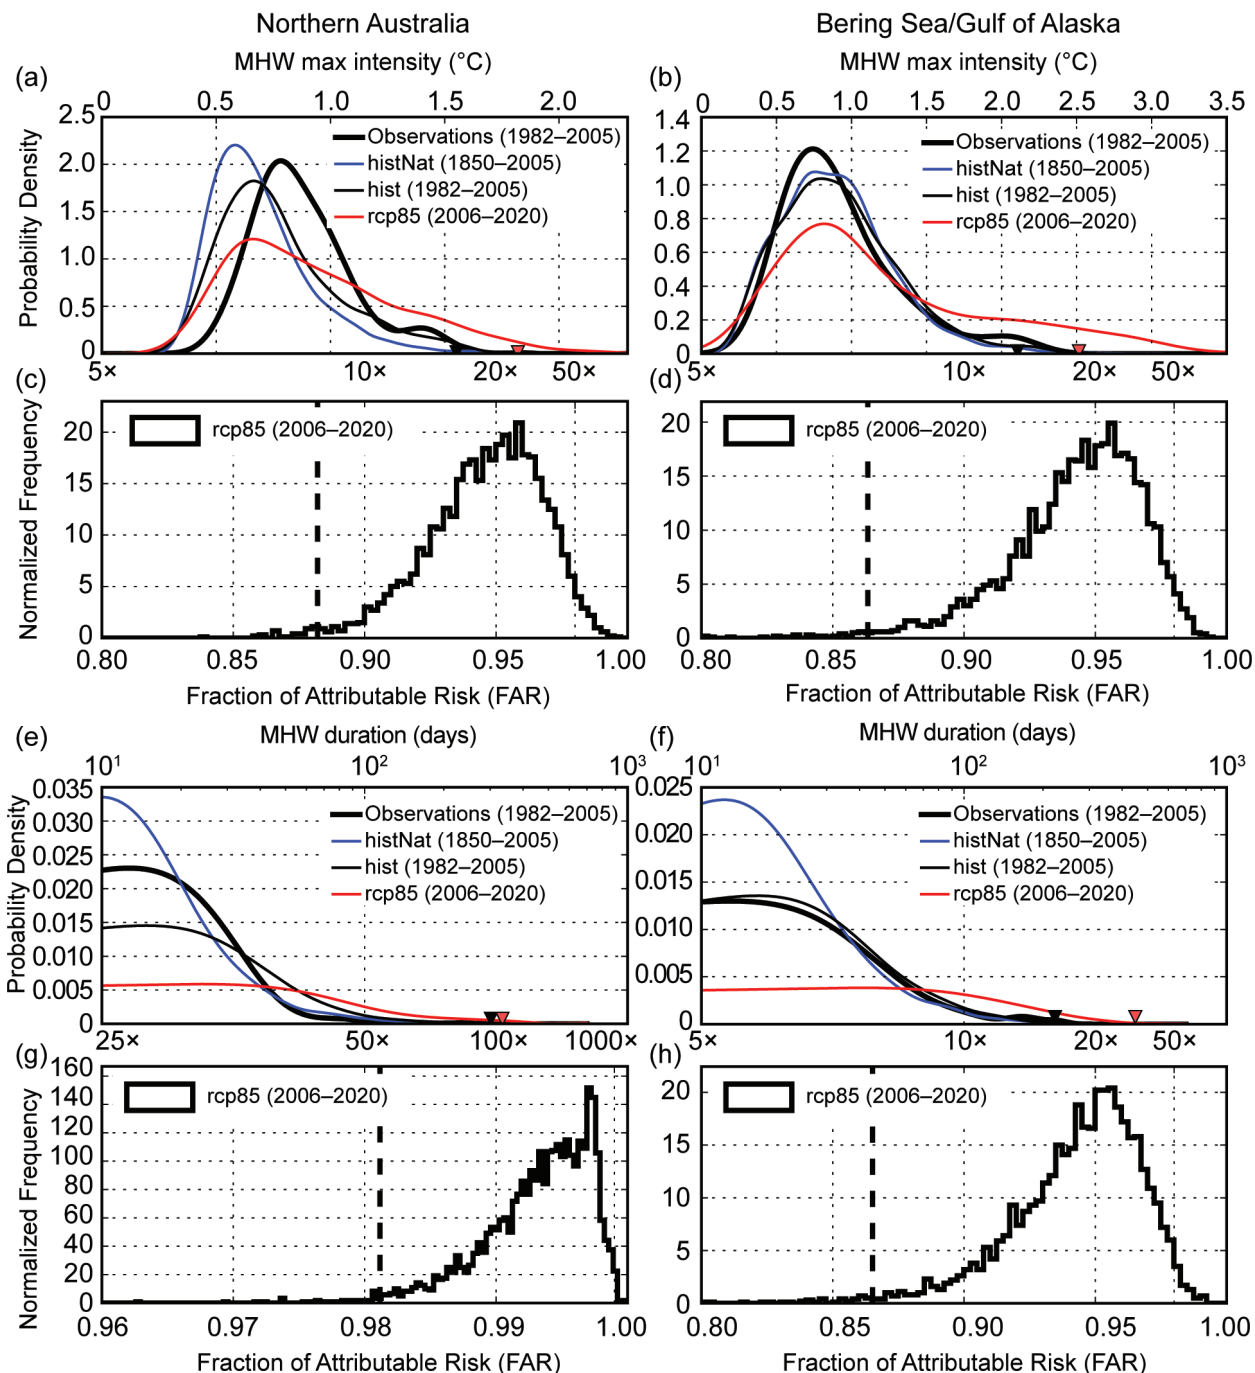 Northern Australia
Bering Sea/Gulf of Alaska
(a)
MHW max intensity (°C)
0 0.5 1.0 1.5 2.0
Probability Density
2.5
2.0
1.5
1.0
0.5
0
Observations (1982–2005)
histNat (1850–2005)
hist (1982–2005)
rcp85 (2006–2020)
5× 10× 20× 50×
(b)
MHW max intensity (°C)
0 0.5 1.0 1.5 2.0 2.5 3.0 3.5
1.4
1.2
1.0
0.8
0.6
0.4
0.2
0
Observations (1982–2005)
histNat (1850–2005)
hist (1982–2005)
rcp85 (2006–2020)
5× 10× 20× 50×
(c)
Normalized Frequency
20
15
10
5
0
rcp85 (2006–2020)
0.80 0.85 0.90 0.95 1.00
Fraction of Attributable Risk (FAR)
(d)
20
15
10
5
0
rcp85 (2006–2020)
0.80 0.85 0.90 0.95 1.00
Fraction of Attributable Risk (FAR)
(e)
MHW duration (days)
10¹ 10² 10³
Probability Density
0.035
0.030
0.025
0.020
0.015
0.010
0.005
0
Observations (1982–2005)
histNat (1850–2005)
hist (1982–2005)
rcp85 (2006–2020)
25× 50× 100× 1000×
(f)
MHW duration (days)
10¹ 10² 10³
0.025
0.020
0.015
0.010
0.005
0
Observations (1982–2005)
histNat (1850–2005)
hist (1982–2005)
rcp85 (2006–2020)
5× 10× 20× 50×
(g)
Normalized Frequency
160
140
120
100
80
60
40
20
0
rcp85 (2006–2020)
0.96 0.97 0.98 0.99 1.00
Fraction of Attributable Risk (FAR)
(h)
20
15
10
5
0
rcp85 (2006–2020)
0.80 0.85 0.90 0.95 1.00
Fraction of Attributable Risk (FAR)